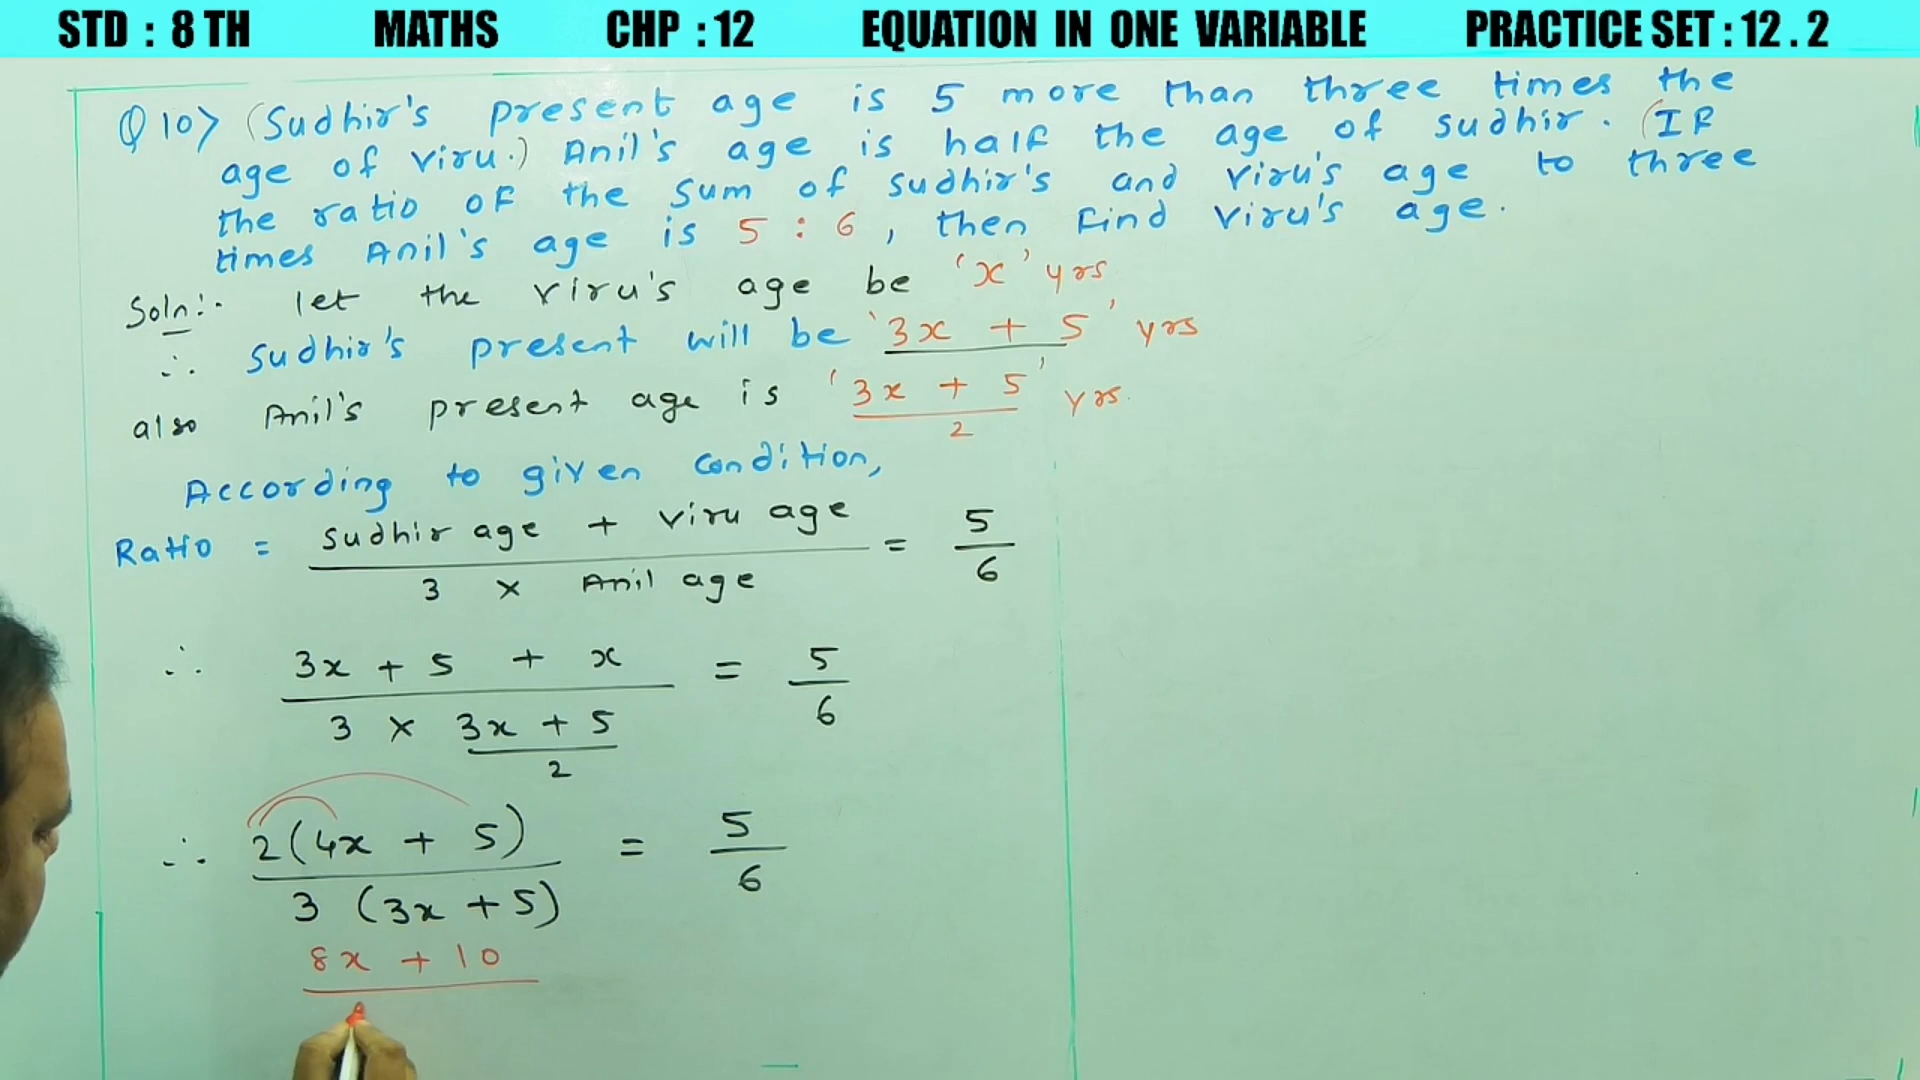 STD : 8 TH MATHS CHP : 12 EQUATION IN ONE VARIABLE PRACTICE SET : 12 . 2
Q 10> (Sudhir's present age is 5 more than three times the
age of viru.) Anil's age is half the age of sudhir. (IF
the ratio of the sum of sudhir's and viru's age to three
times Anil's age is 5 : 6 , then Find viru's age.
Soln:- let the viru's age be 'x' yrs
∴ Sudhir's present will be '3x + 5' yrs
also Anil's present age is '3x + 5' yrs.
2
According to given condition,
Ratio = sudhir age + viru age = 5
3 × Anil age 6
∴ 3x + 5 + x = 5
3 × 3x + 5 6
2
∴ 2(4x + 5) = 5
3 (3x + 5) 6
8x + 10